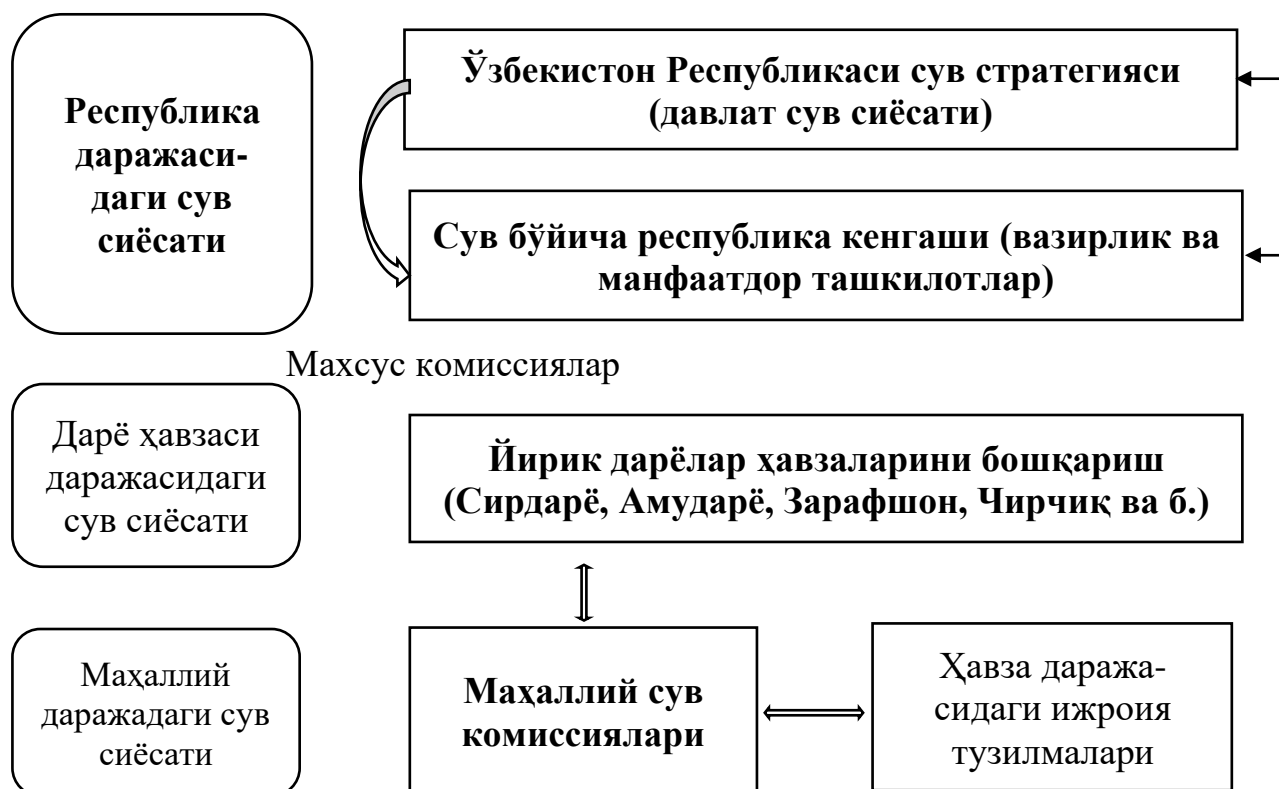 Республика
даражаси-
даги сув
сиёсати
Ўзбекистон Республикаси сув стратегияси
(давлат сув сиёсати)
Сув бўйича республика кенгаши (вазирлик ва
манфаатдор ташкилотлар)
Махсус комиссиялар
Дарё ҳавзаси
даражасидаги
сув сиёсати
Йирик дарёлар ҳавзаларини бошқариш
(Сирдарё, Амударё, Зарафшон, Чирчиқ ва б.)
Маҳаллий
даражадаги сув
сиёсати
Маҳаллий сув
комиссиялари
Ҳавза даража-
сидаги ижроия
тузилмалари